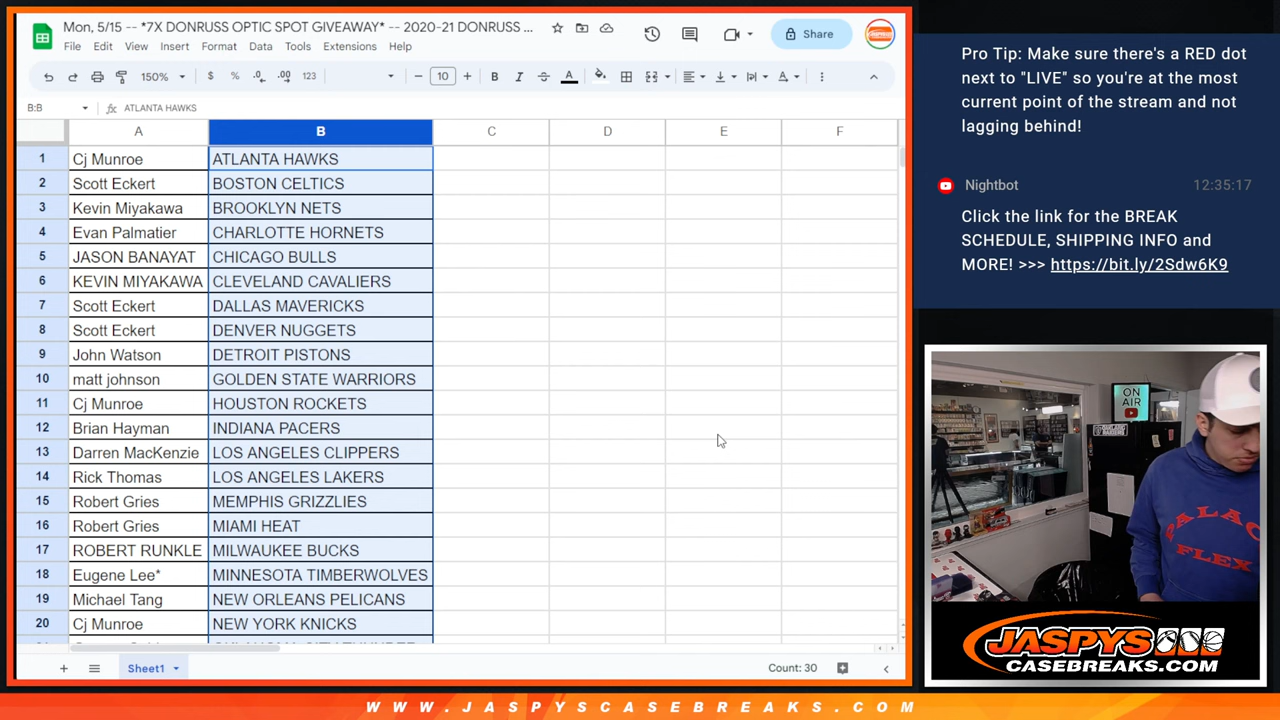 Mon, 5/15 -- *7X DONRUSS OPTIC SPOT GIVEAWAY* -- 2020-21 DONRUSS ...
Share
File Edit View Insert Format Data Tools Extensions Help
150% $ % .0 .00 123 10 B I A
B:B fx ATLANTA HAWKS
A B C D E F
1 Cj Munroe ATLANTA HAWKS
2 Scott Eckert BOSTON CELTICS
3 Kevin Miyakawa BROOKLYN NETS
4 Evan Palmatier CHARLOTTE HORNETS
5 JASON BANAYAT CHICAGO BULLS
6 KEVIN MIYAKAWA CLEVELAND CAVALIERS
7 Scott Eckert DALLAS MAVERICKS
8 Scott Eckert DENVER NUGGETS
9 John Watson DETROIT PISTONS
10 matt johnson GOLDEN STATE WARRIORS
11 Cj Munroe HOUSTON ROCKETS
12 Brian Hayman INDIANA PACERS
13 Darren MacKenzie LOS ANGELES CLIPPERS
14 Rick Thomas LOS ANGELES LAKERS
15 Robert Gries MEMPHIS GRIZZLIES
16 Robert Gries MIAMI HEAT
17 ROBERT RUNKLE MILWAUKEE BUCKS
18 Eugene Lee* MINNESOTA TIMBERWOLVES
19 Michael Tang NEW ORLEANS PELICANS
20 Cj Munroe NEW YORK KNICKS
Sheet1
Count: 30
Pro Tip: Make sure there's a RED dot
next to "LIVE" so you're at the most
current point of the stream and not
lagging behind!
Nightbot 12:35:17
Click the link for the BREAK
SCHEDULE, SHIPPING INFO and
MORE! >>> https://bit.ly/2Sdw6K9
ON
AIR
FLEX
JASPYS
CASEBREAKS.COM
WWW.JASPYSCASEBREAKS.COM